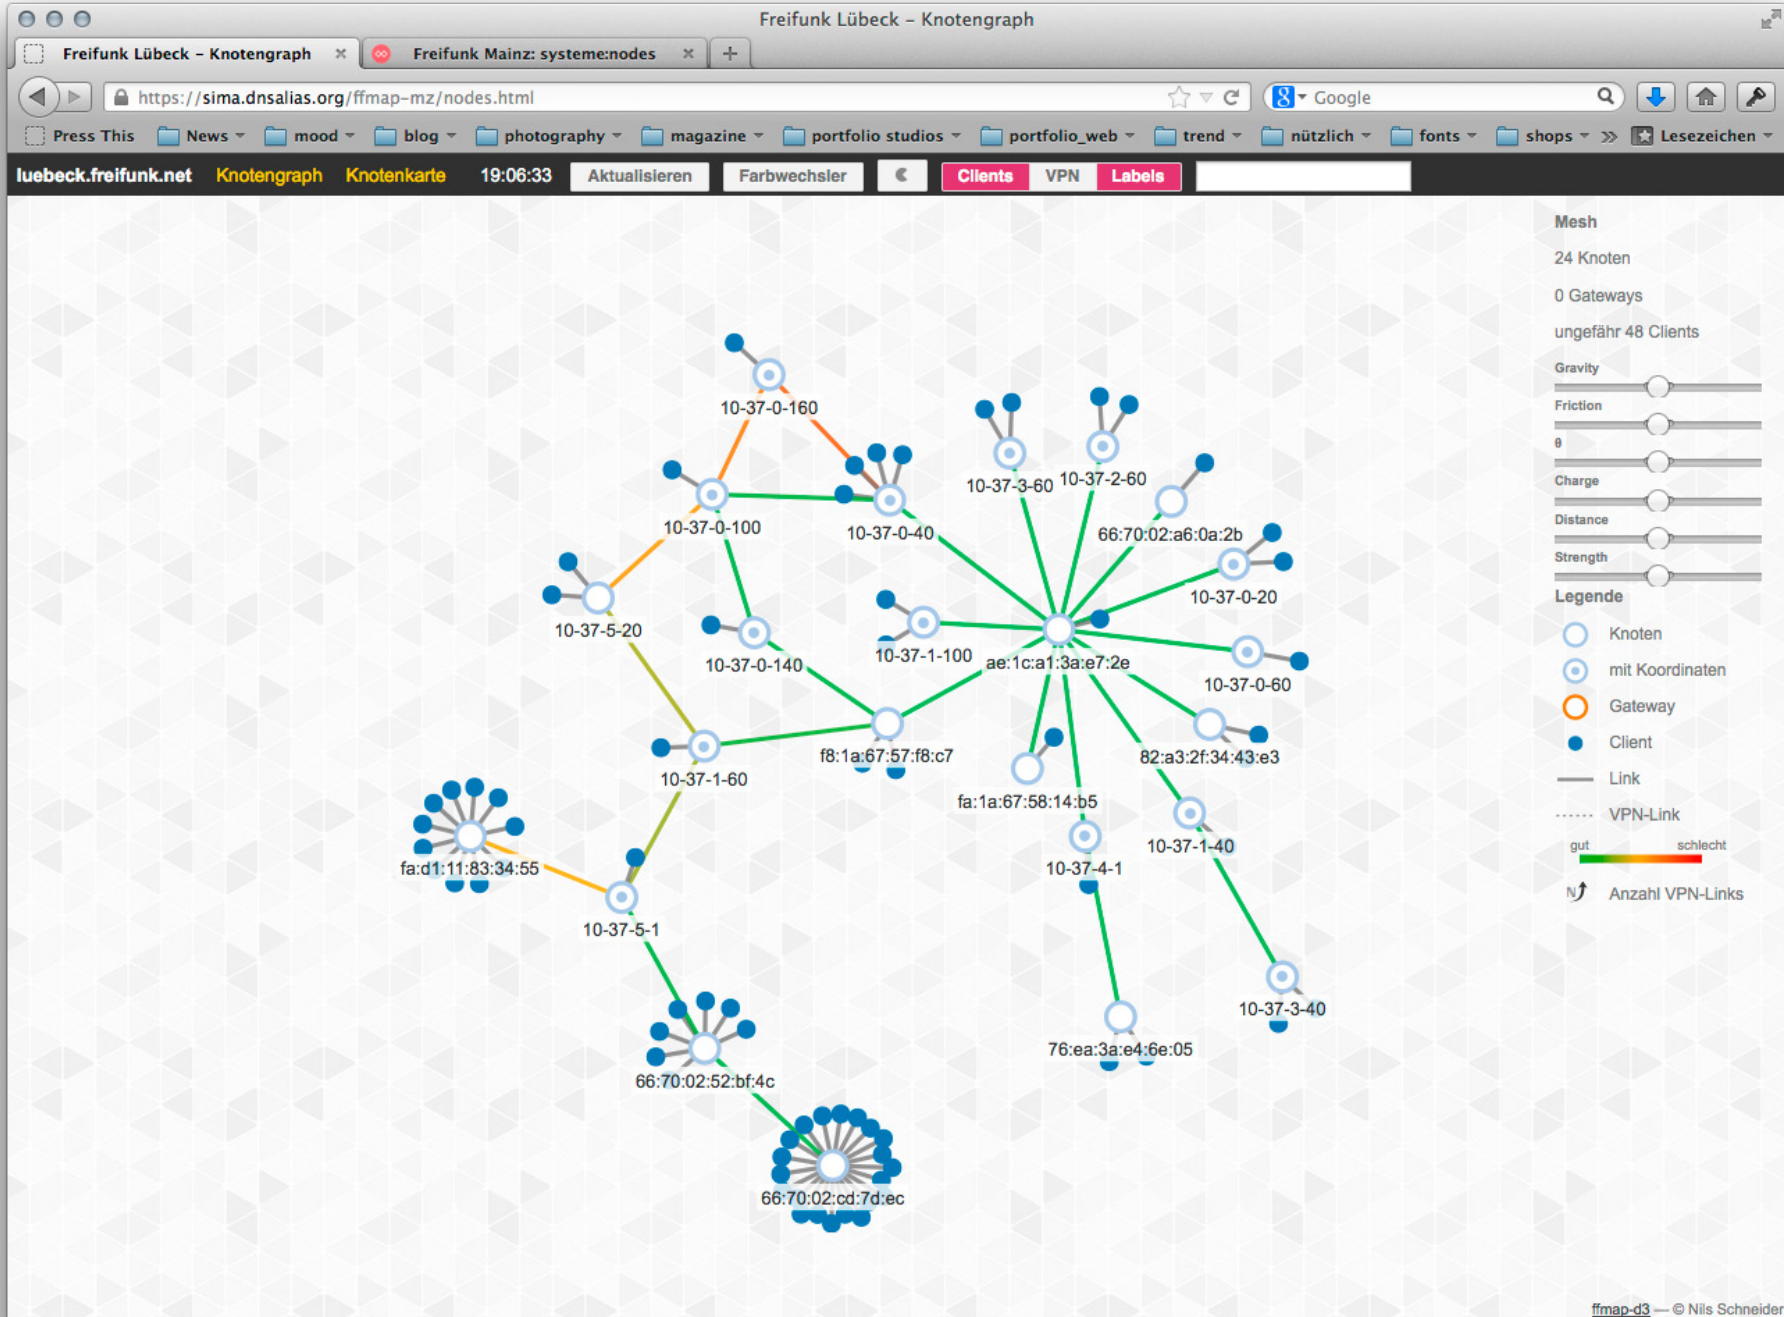 Freifunk Lübeck – Knotengraph
Freifunk Lübeck – Knotengraph
Freifunk Mainz: systeme:nodes
https://sima.dnsalias.org/ffmap-mz/nodes.html
Google
Press This News mood blog photography magazine portfolio studios portfolio_web trend nützlich fonts shops Lesezeichen
luebeck.freifunk.net Knotengraph Knotenkarte 19:06:33 Aktualisieren Farbwechsler Clients VPN Labels
Mesh
24 Knoten
0 Gateways
ungefähr 48 Clients
Gravity
Friction
θ
Charge
Distance
Strength
Legende
Knoten
mit Koordinaten
Gateway
Client
Link
VPN-Link
gut schlecht
N Anzahl VPN-Links
10-37-0-160
10-37-3-60
10-37-2-60
10-37-0-100
10-37-0-40
66:70:02:a6:0a:2b
10-37-0-20
10-37-5-20
10-37-0-140
10-37-1-100
ae:1c:a1:3a:e7:2e
10-37-0-60
10-37-1-60
f8:1a:67:57:f8:c7
82:a3:2f:34:43:e3
fa:1a:67:58:14:b5
10-37-1-40
fa:d1:11:83:34:55
10-37-4-1
10-37-5-1
10-37-3-40
76:ea:3a:e4:6e:05
66:70:02:52:bf:4c
66:70:02:cd:7d:ec
ffmap-d3 — © Nils Schneider